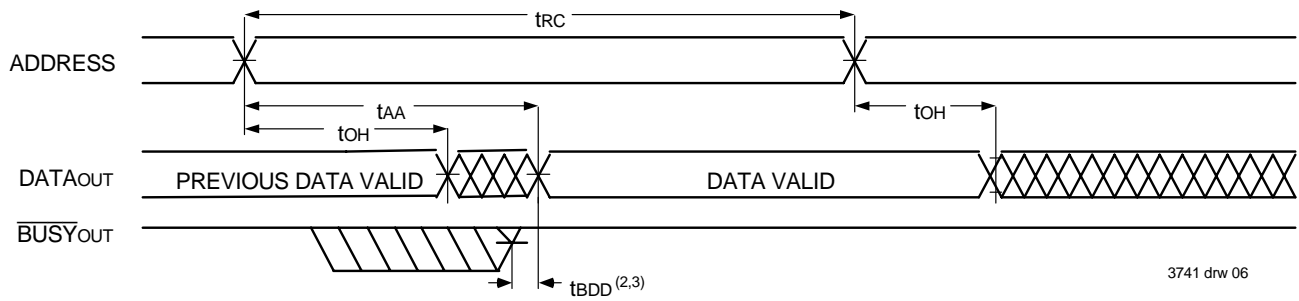 tRC
ADDRESS
tAA
tOH
tOH
DATAOUT
PREVIOUS DATA VALID
DATA VALID
BUSYOUT
tBDD (2,3)
3741 drw 06